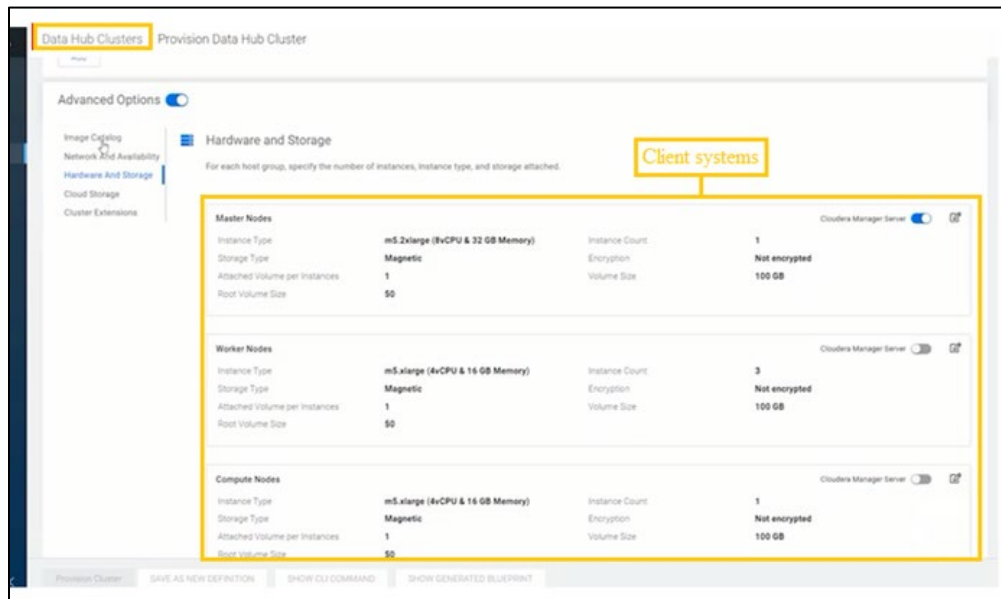 Data Hub Clusters Provision Data Hub Cluster
Advanced Options
Image Catalog
Network And Availability
Hardware And Storage
Cloud Storage
Cluster Extensions
Hardware and Storage
For each host group, specify the number of instances, instance type, and storage attached.
Client systems
Master Nodes Cloudera Manager Server
Instance Type m5.2xlarge (8vCPU & 32 GB Memory) Instance Count 1
Storage Type Magnetic Encryption Not encrypted
Attached Volume per Instances 1 Volume Size 100 GB
Root Volume Size 50
Worker Nodes Cloudera Manager Server
Instance Type m5.xlarge (4vCPU & 16 GB Memory) Instance Count 3
Storage Type Magnetic Encryption Not encrypted
Attached Volume per Instances 1 Volume Size 100 GB
Root Volume Size 50
Compute Nodes Cloudera Manager Server
Instance Type m5.xlarge (4vCPU & 16 GB Memory) Instance Count 1
Storage Type Magnetic Encryption Not encrypted
Attached Volume per Instances 1 Volume Size 100 GB
Root Volume Size 50
Provision Cluster SAVE AS NEW DEFINITION SHOW CLI COMMAND SHOW GENERATED BLUEPRINT